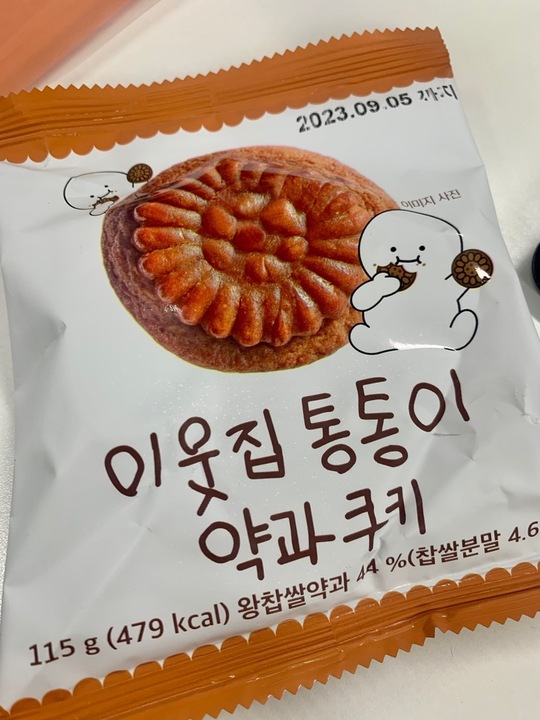 2023.09.05 까지
이미지 사진
이웃집 통통이
약과쿠키
115 g (479 kcal) 왕찹쌀약과 44 %(찹쌀분말 4.6